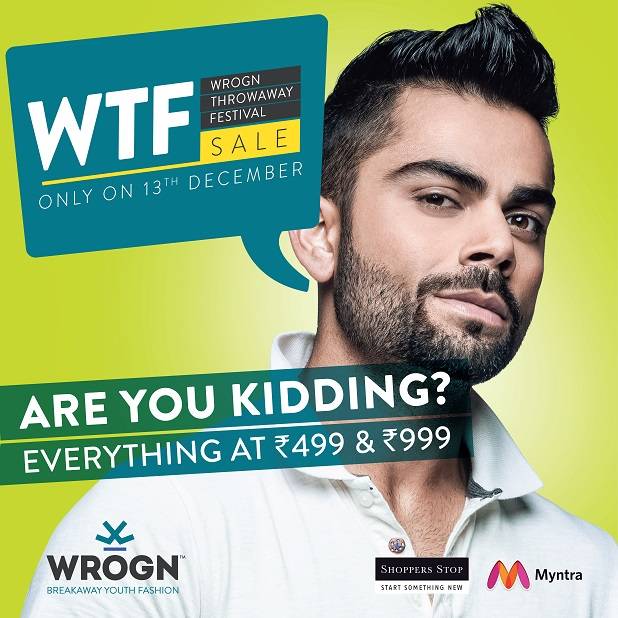 WTF
WROGN
THROWAWAY
FESTIVAL
SALE
ONLY ON 13TH DECEMBER
ARE YOU KIDDING?
EVERYTHING AT ₹499 & ₹999
WROGN™
BREAKAWAY YOUTH FASHION
SHOPPERS STOP
START SOMETHING NEW
Myntra